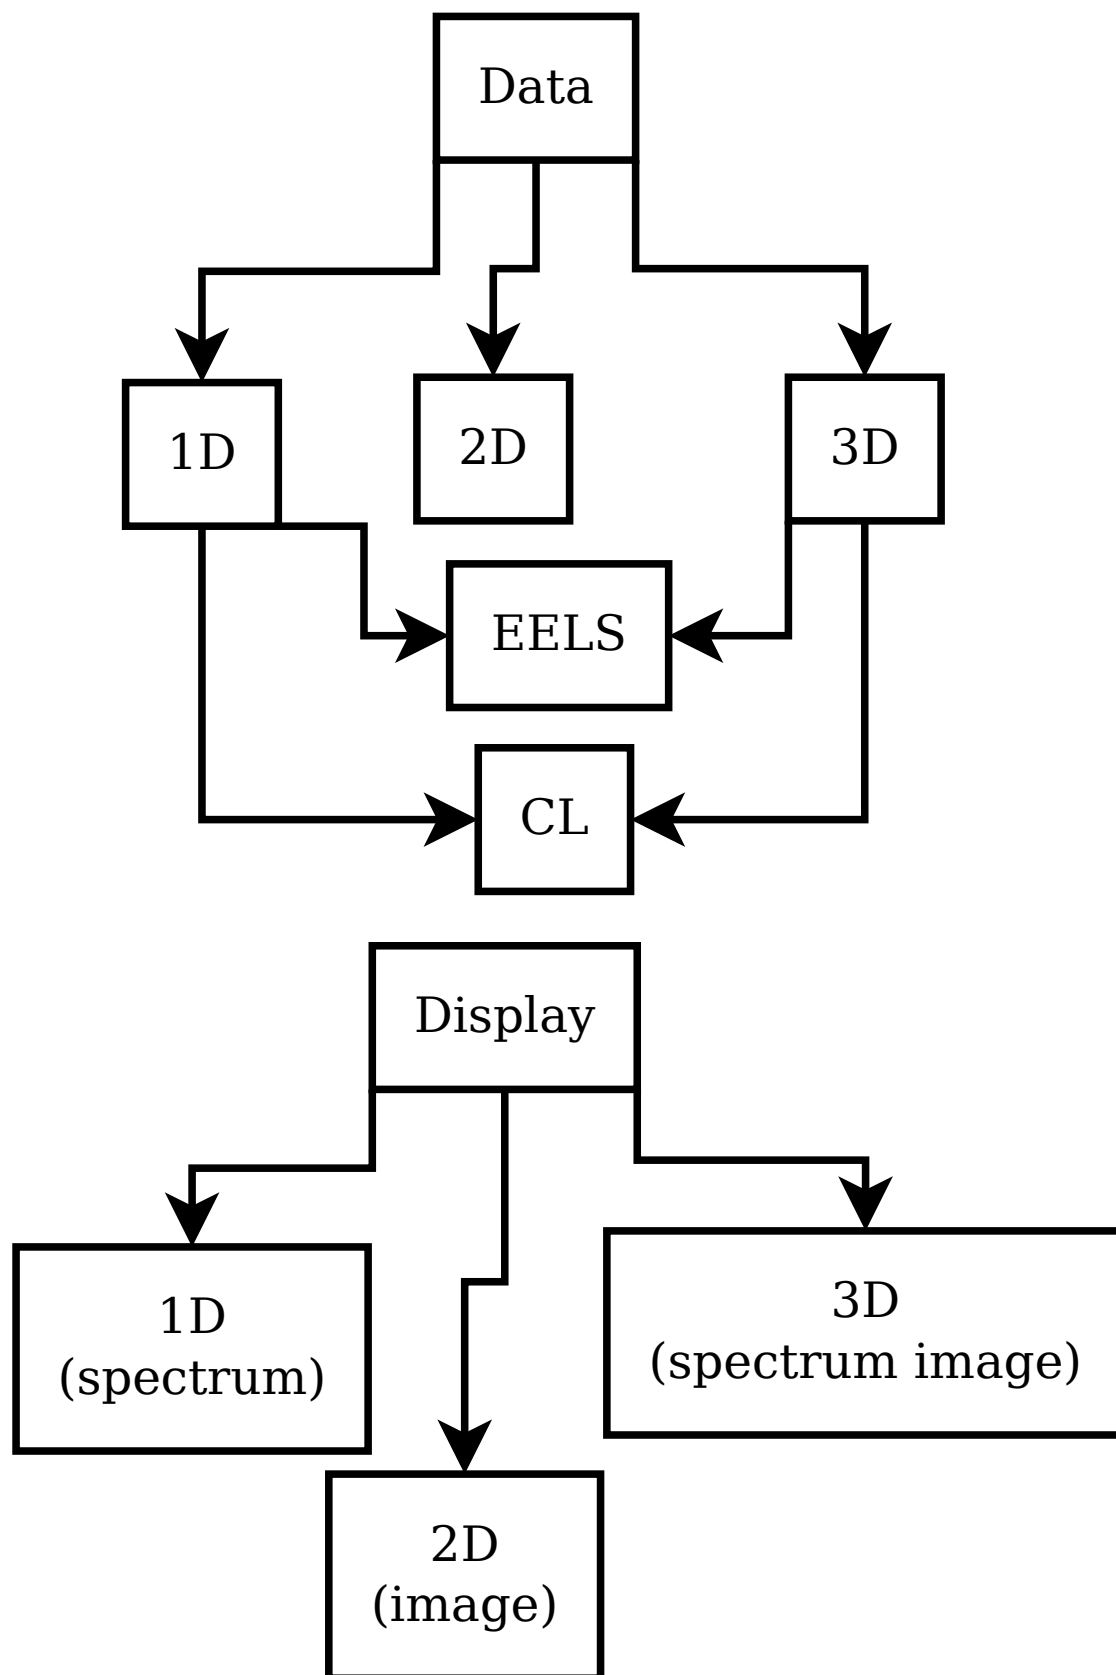 Data
1D
2D
3D
EELS
CL
Display
1D
(spectrum)
3D
(spectrum image)
2D
(image)